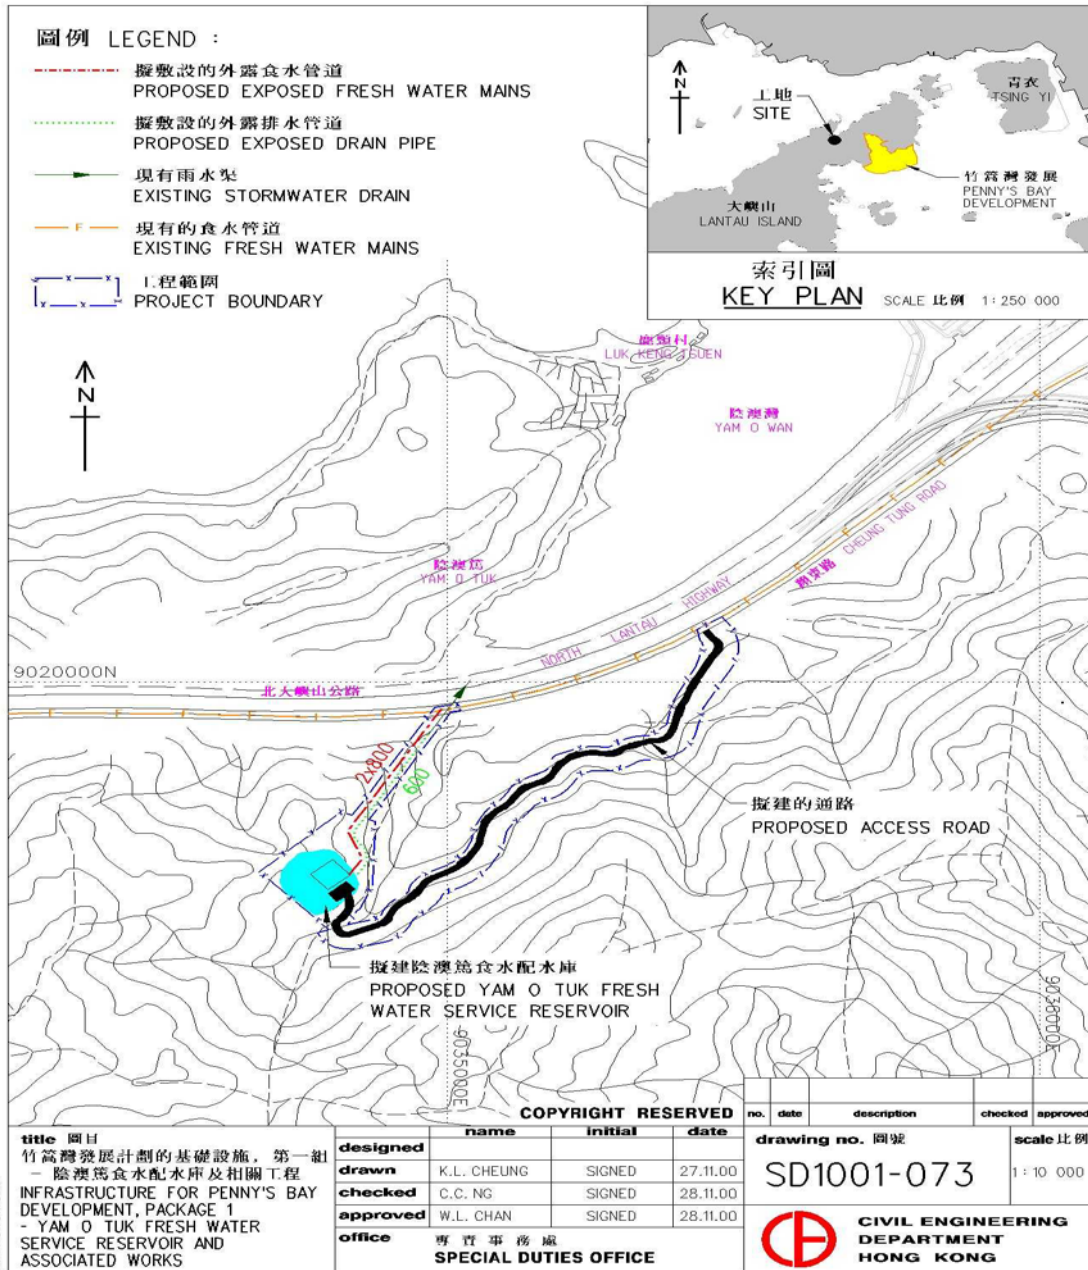 圖例 LEGEND :
擬敷設的外露食水管道
PROPOSED EXPOSED FRESH WATER MAINS
擬敷設的外露排水管道
PROPOSED EXPOSED DRAIN PIPE
現有雨水渠
EXISTING STORMWATER DRAIN
F
現有的食水管道
EXISTING FRESH WATER MAINS
工程範圍
PROJECT BOUNDARY
N
工地
SITE
青衣
TSING YI
大嶼山
LANTAU ISLAND
竹篙灣發展
PENNY'S BAY
DEVELOPMENT
索引圖
KEY PLAN SCALE 比例 1:250 000
N
鹿頸村
LUK KENG TSUEN
陰澳灣
YAM O WAN
陰澳篤
YAM O TUK
翔東路 CHEUNG TUNG ROAD
NORTH LANTAU HIGHWAY
9020000N
北大嶼山公路
F F F F F F F F F F F F F F
2x800
600
擬建的通路
PROPOSED ACCESS ROAD
擬建陰澳篤食水配水庫
PROPOSED YAM O TUK FRESH
WATER SERVICE RESERVOIR
9035000E
9038000E
COPYRIGHT RESERVED
no. date description checked approved
title 圖目
竹篙灣發展計劃的基礎設施, 第一組
- 陰澳篤食水配水庫及相關工程
INFRASTRUCTURE FOR PENNY'S BAY
DEVELOPMENT, PACKAGE 1
- YAM O TUK FRESH WATER
SERVICE RESERVOIR AND
ASSOCIATED WORKS
name initial date
designed
drawn K.L. CHEUNG SIGNED 27.11.00
checked C.C. NG SIGNED 28.11.00
approved W.L. CHAN SIGNED 28.11.00
office 專責事務處
SPECIAL DUTIES OFFICE
drawing no. 圖號
SD1001-073
scale 比例
1:10 000
CIVIL ENGINEERING
DEPARTMENT
HONG KONG